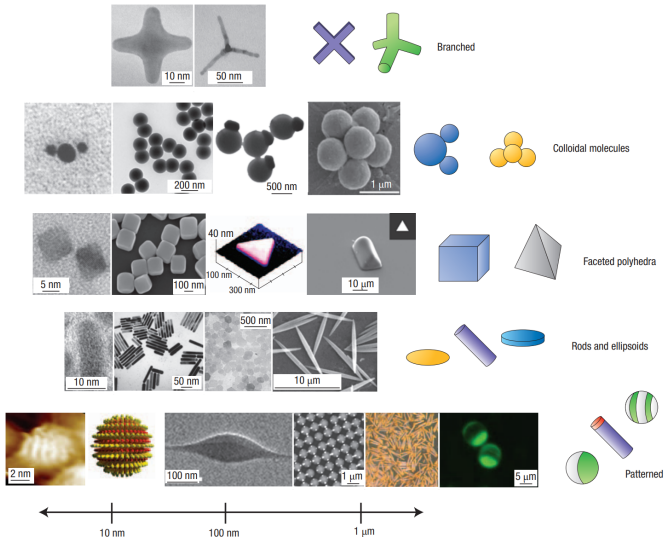 10 nm
50 nm
Branched
200 nm
500 nm
1 µm
Colloidal molecules
40 nm
100 nm
300 nm
5 nm
100 nm
10 µm
Faceted polyhedra
500 nm
10 nm
50 nm
10 µm
Rods and ellipsoids
2 nm
100 nm
1 µm
5 µm
Patterned
10 nm
100 nm
1 µm